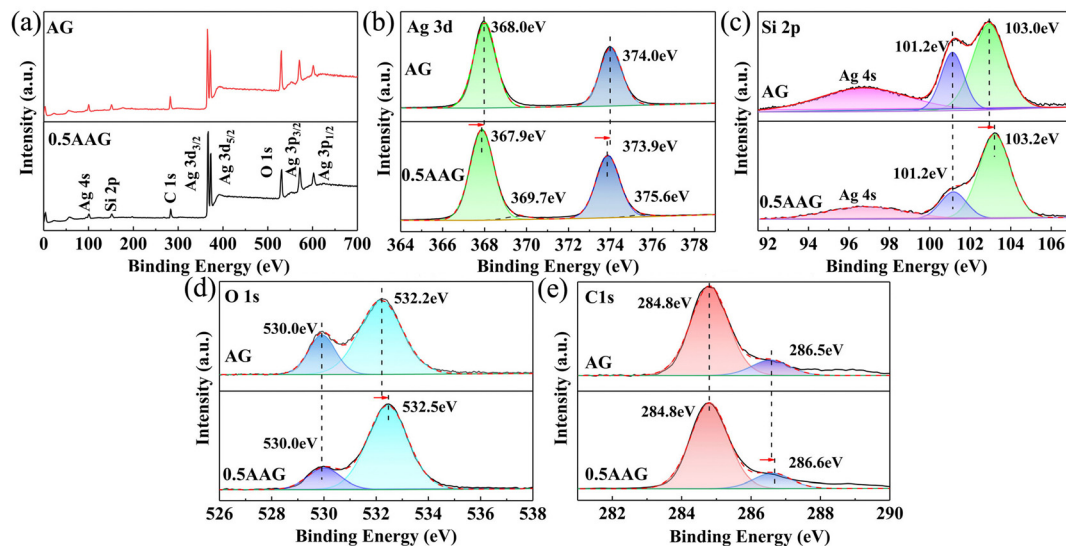 (a)
AG
0.5AAG
Ag 4s
Si 2p
C 1s
Ag 3d3/2
Ag 3d5/2
O 1s
Ag 3p3/2
Ag 3p1/2
0 100 200 300 400 500 600 700
Binding Energy (eV)
Intensity (a.u.)
(b)
Ag 3d
368.0eV
374.0eV
AG
367.9eV
373.9eV
369.7eV
375.6eV
0.5AAG
364 366 368 370 372 374 376 378
Binding Energy (eV)
Intensity (a.u.)
(c)
Si 2p
103.0eV
101.2eV
Ag 4s
AG
103.2eV
101.2eV
Ag 4s
0.5AAG
92 94 96 98 100 102 104 106
Binding Energy (eV)
Intensity (a.u.)
(d)
O 1s
532.2eV
530.0eV
AG
532.5eV
530.0eV
0.5AAG
526 528 530 532 534 536 538
Binding Energy (eV)
Intensity (a.u.)
(e)
C1s
284.8eV
286.5eV
AG
284.8eV
286.6eV
0.5AAG
282 284 286 288 290
Binding Energy (eV)
Intensity (a.u.)